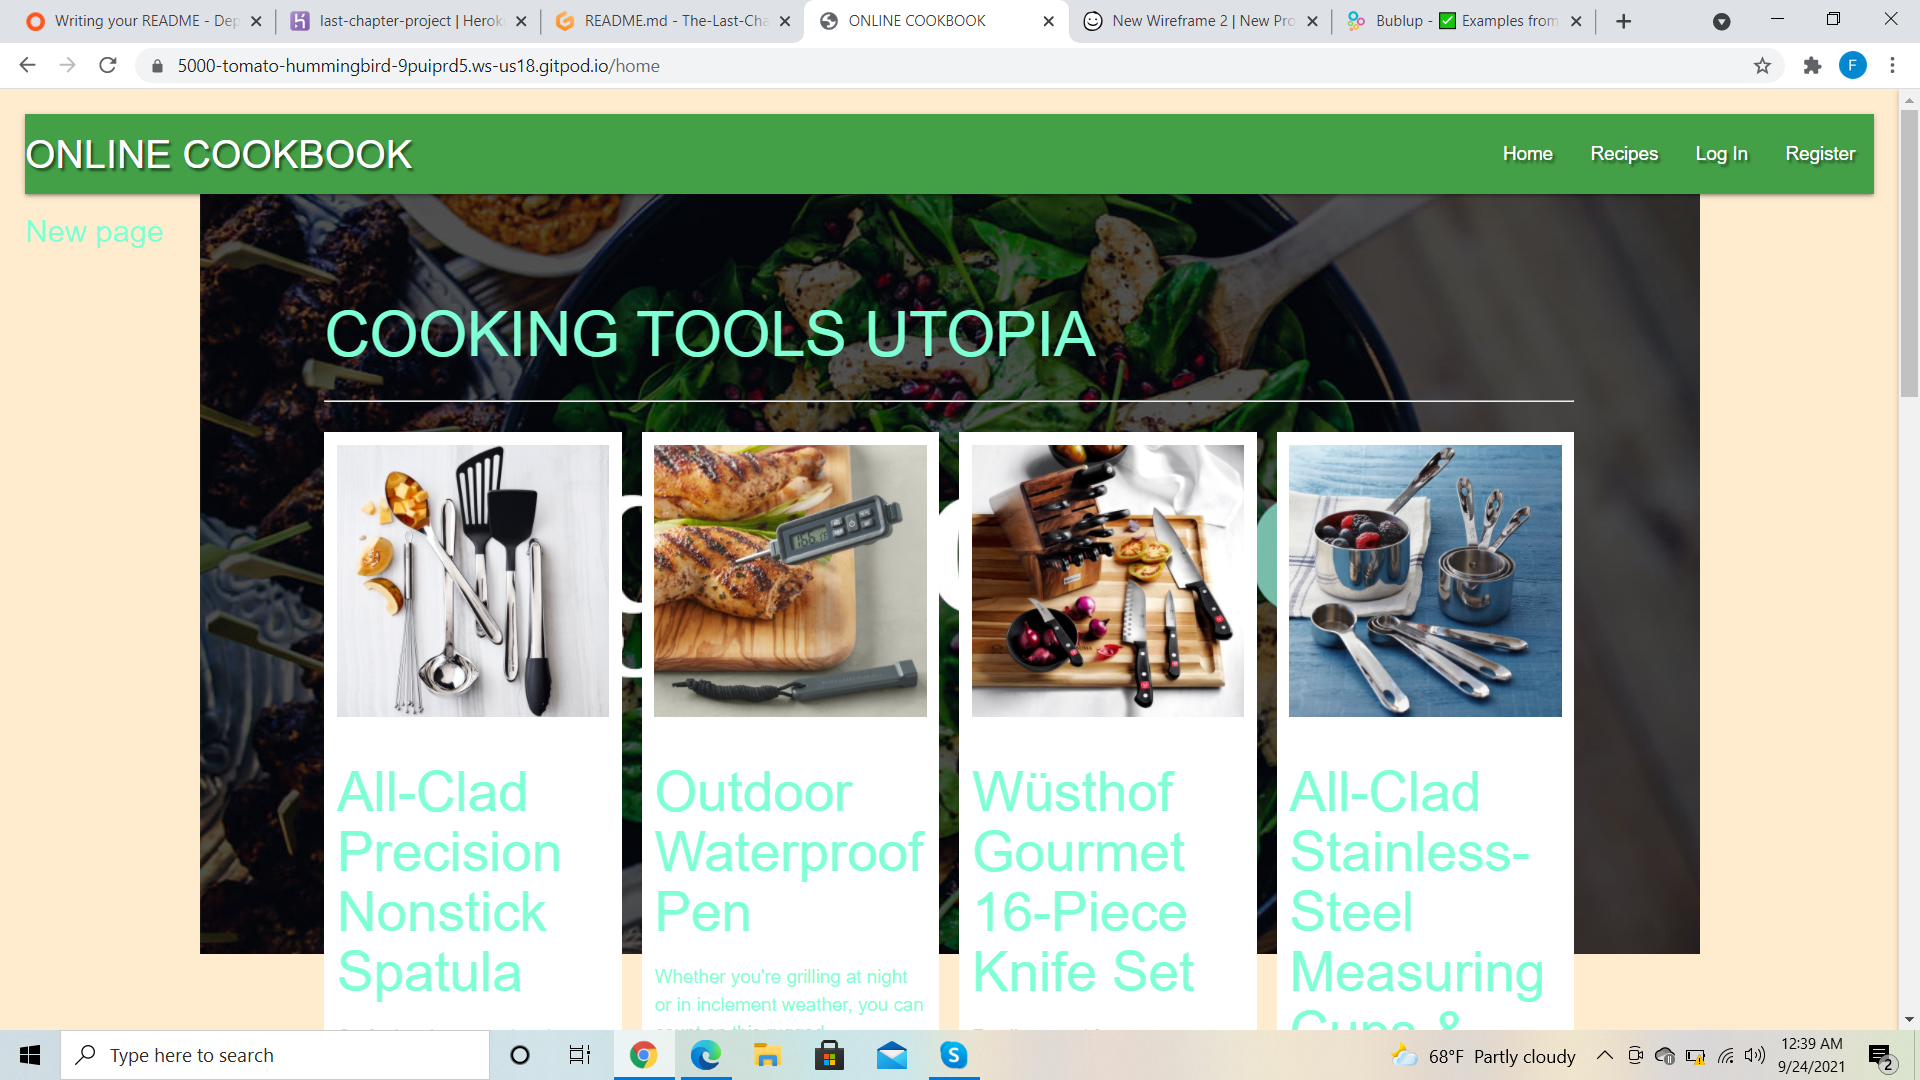 Writing your README - Dep
last-chapter-project | Herok
README.md - The-Last-Cha
ONLINE COOKBOOK
New Wireframe 2 | New Pro
Bublup - ✅ Examples from
5000-tomato-hummingbird-9puiprd5.ws-us18.gitpod.io/home
F
ONLINE COOKBOOK
Home Recipes Log In Register
New page
COOKING TOOLS UTOPIA
All-Clad
Precision
Nonstick
Spatula
Outdoor
Waterproof
Pen
Whether you're grilling at night
or in inclement weather, you can
Wüsthof
Gourmet
16-Piece
Knife Set
All-Clad
Stainless-
Steel
Measuring
Cups &
Type here to search
68°F Partly cloudy
12:39 AM
9/24/2021
2